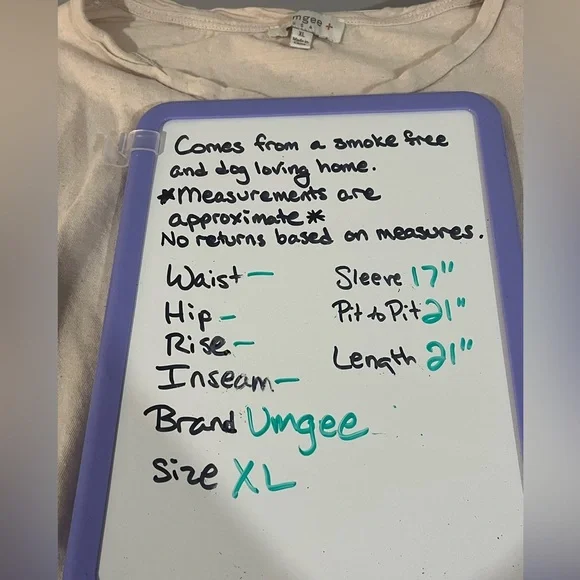 mgee +
XL
Comes from a smoke free
and dog loving home.
*Measurements are
approximate*
No returns based on measures.
Waist - Sleeve 17"
Hip - Pit to Pit 21"
Rise - Length 21"
Inseam -
Brand Umgee
Size XL